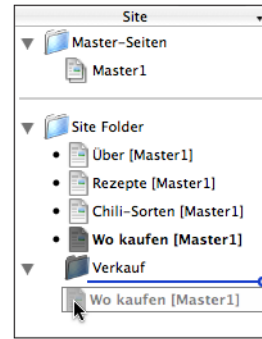 Site
Master-Seiten
Master1
Site Folder
Über [Master1]
Rezepte [Master1]
Chili-Sorten [Master1]
Wo kaufen [Master1]
Verkauf
Wo kaufen [Master1]